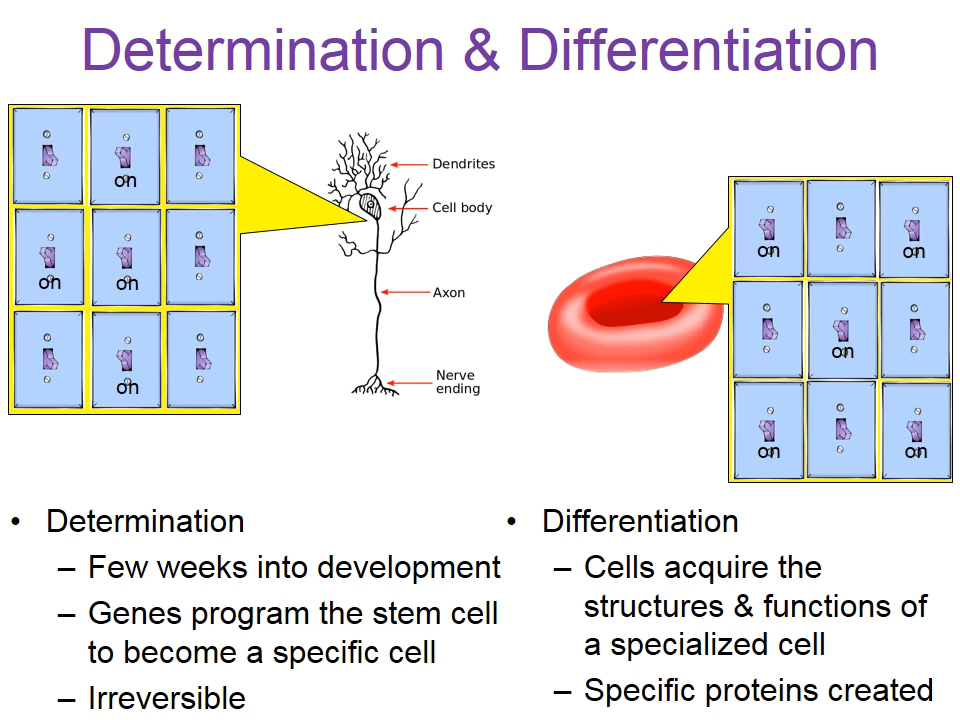 Determination & Differentiation
on
on
on
on
Dendrites
Cell body
Axon
Nerve
ending
on
on
on
on
on
• Determination
– Few weeks into development
– Genes program the stem cell
to become a specific cell
– Irreversible
• Differentiation
– Cells acquire the
structures & functions of
a specialized cell
– Specific proteins created